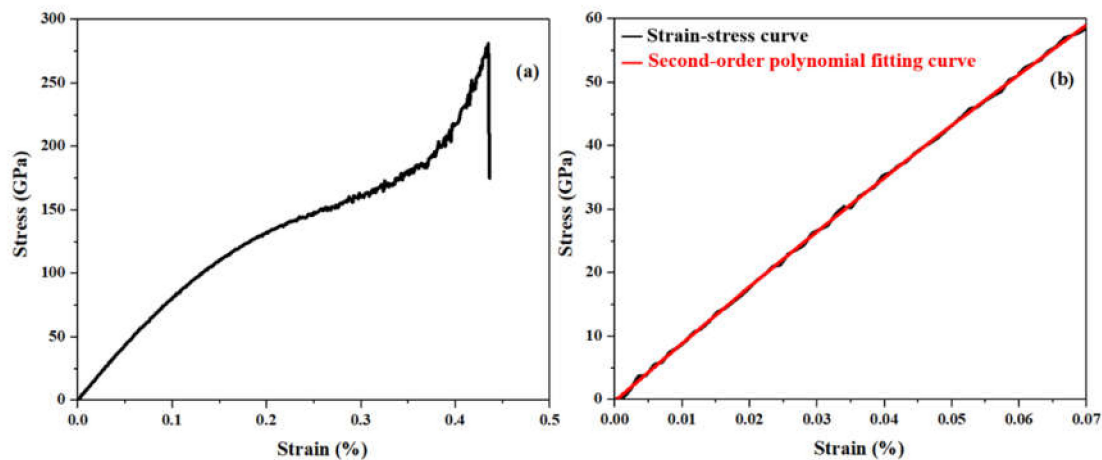 300
250
200
150
100
50
0
Stress (GPa)
(a)
0.0 0.1 0.2 0.3 0.4 0.5
Strain (%)
60
50
40
30
20
10
0
Stress (GPa)
Strain-stress curve
Second-order polynomial fitting curve
(b)
0.00 0.01 0.02 0.03 0.04 0.05 0.06 0.07
Strain (%)